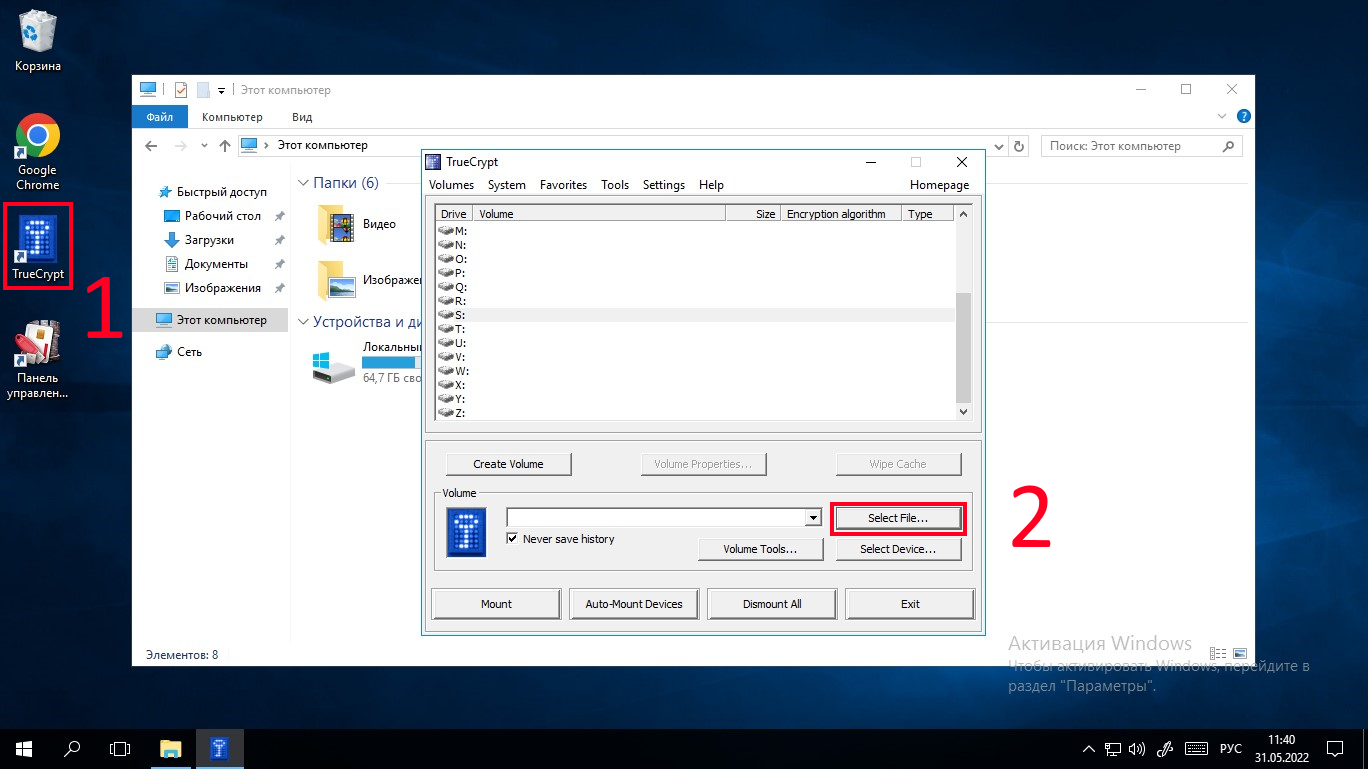 Корзина
Google
Chrome
TrueCrypt
1
Панель
управлен...
Этот компьютер
Файл
Компьютер
Вид
Этот компьютер
Поиск: Этот компьютер
Быстрый доступ
Рабочий стол
Загрузки
Документы
Изображения
Этот компьютер
Сеть
Папки (6)
Видео
Изображе
Устройства и ди
Локальны
64,7 ГБ сво
Элементов: 8
TrueCrypt
Volumes System Favorites Tools Settings Help Homepage
Drive Volume Size Encryption algorithm Type
M:
N:
O:
P:
Q:
R:
S:
T:
U:
V:
W:
X:
Y:
Z:
Create Volume Volume Properties... Wipe Cache
Volume
Select File...
2
Never save history
Volume Tools... Select Device...
Mount Auto-Mount Devices Dismount All Exit
Активация Windows
Чтобы активировать Windows, перейдите в
раздел "Параметры".
РУС
11:40
31.05.2022